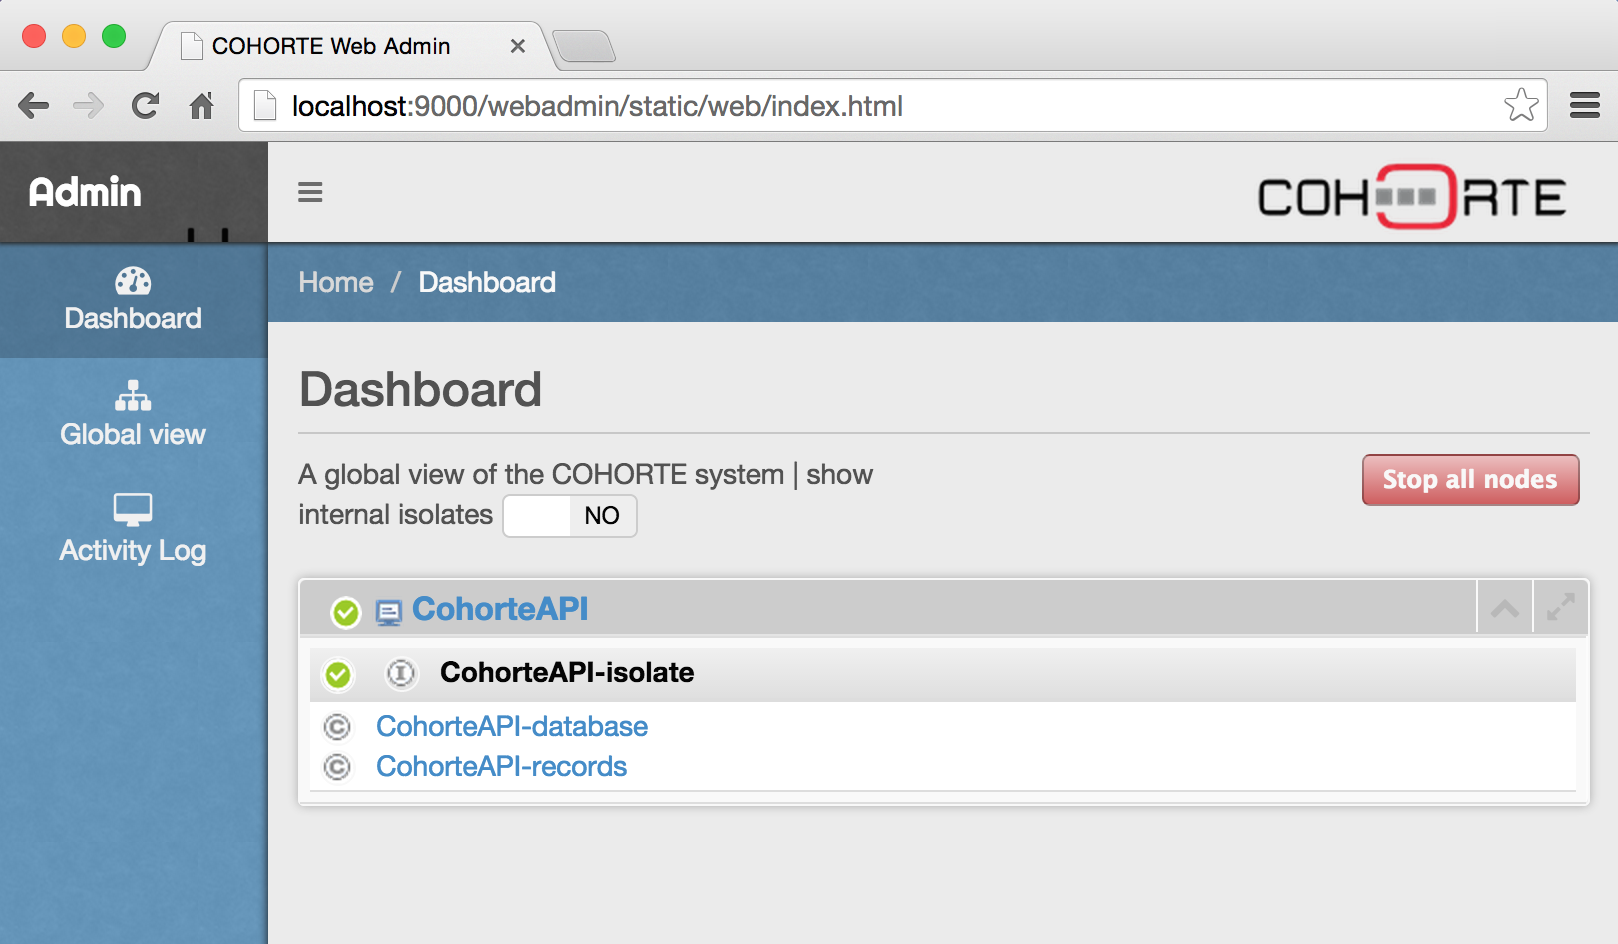 COHORTE Web Admin
localhost:9000/webadmin/static/web/index.html
Admin
COHORTE
Dashboard
Global view
Activity Log
Home / Dashboard
Dashboard
A global view of the COHORTE system | show
internal isolates NO
Stop all nodes
CohorteAPI
CohorteAPI-isolate
© CohorteAPI-database
© CohorteAPI-records